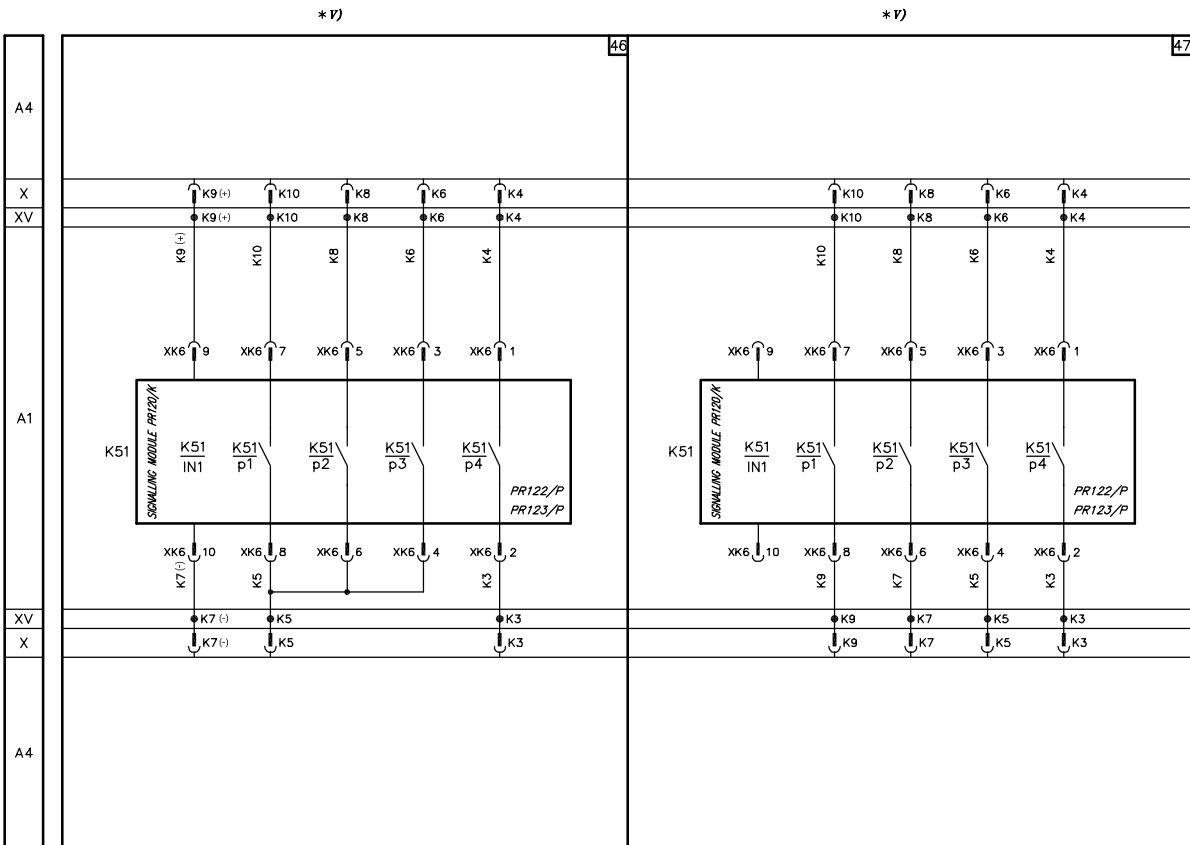 *V) *V)
46 47
A4
X K9 (+) K10 K8 K6 K4 K10 K8 K6 K4
XV K9 (+) K10 K8 K6 K4 K10 K8 K6 K4
K9 (+) K10 K8 K6 K4 K10 K8 K6 K4
XK6 9 XK6 7 XK6 5 XK6 3 XK6 1 XK6 9 XK6 7 XK6 5 XK6 3 XK6 1
A1
SIGNALLING MODULE PR120/K SIGNALLING MODULE PR120/K
K51 K51 K51 K51 K51 K51 K51 K51 K51 K51 K51 K51
IN1 p1 p2 p3 p4 IN1 p1 p2 p3 p4
PR122/P PR122/P
PR123/P PR123/P
XK6 10 XK6 8 XK6 6 XK6 4 XK6 2 XK6 10 XK6 8 XK6 6 XK6 4 XK6 2
K7 (-) K5 K3 K9 K7 K5 K3
XV K7 (-) K5 K3 K9 K7 K5 K3
X K7 (-) K5 K3 K9 K7 K5 K3
A4